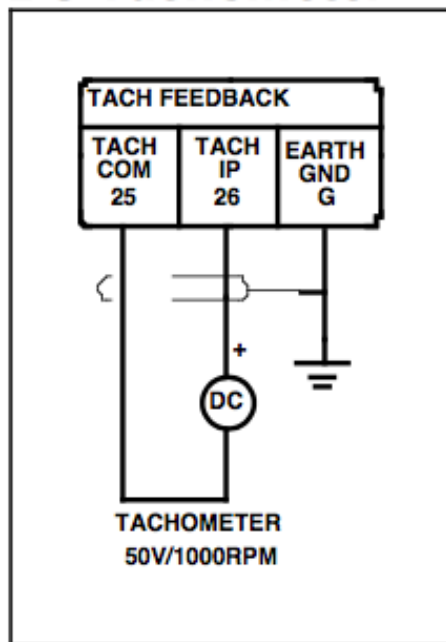 TACH FEEDBACK
TACH COM 25
TACH IP 26
EARTH GND G
+
DC
TACHOMETER
50V/1000RPM